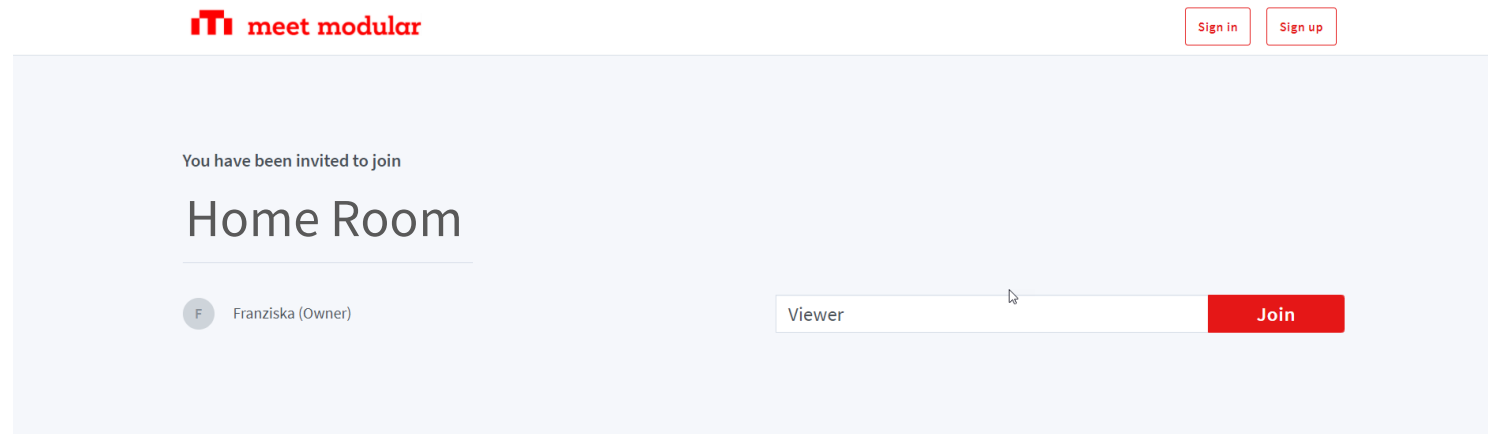 meet modular
Sign in
Sign up
You have been invited to join
Home Room
F
Franziska (Owner)
Viewer
Join